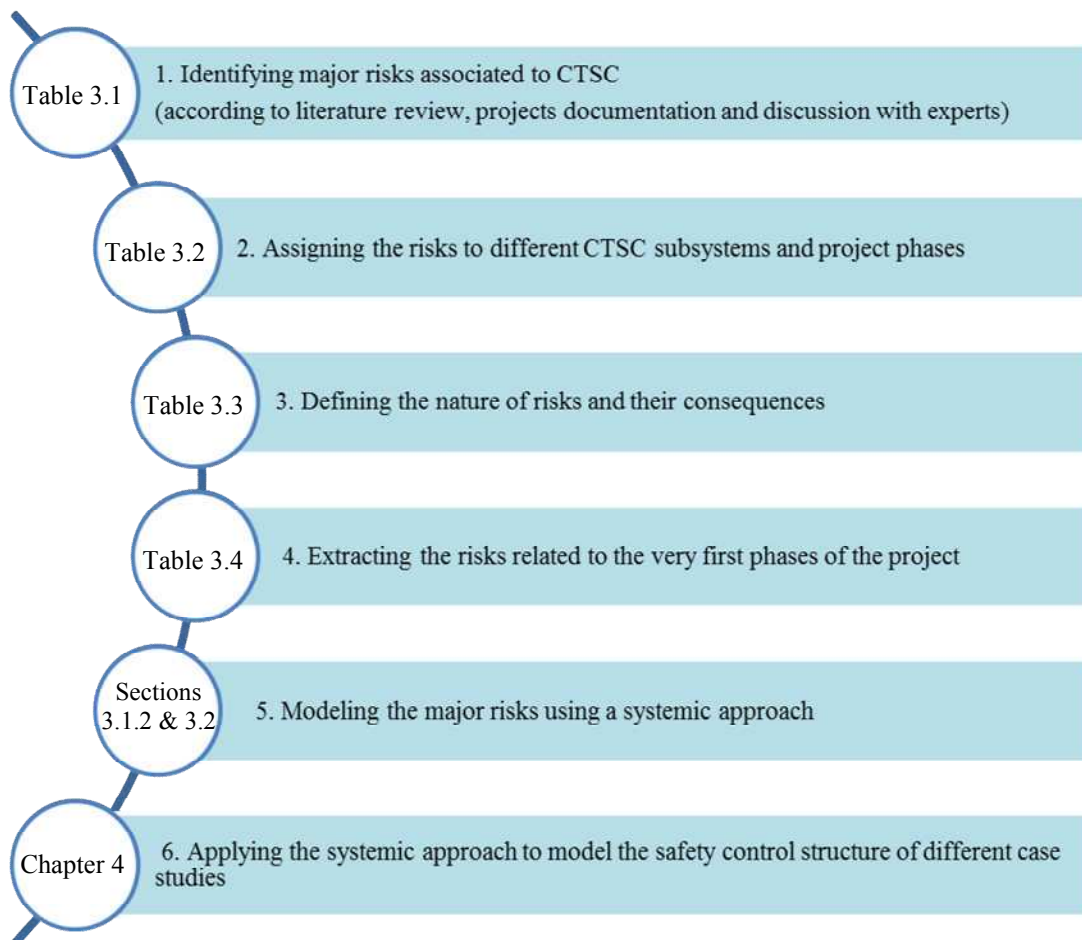 Table 3.1
1. Identifying major risks associated to CTSC
(according to literature review, projects documentation and discussion with experts)
Table 3.2
2. Assigning the risks to different CTSC subsystems and project phases
Table 3.3
3. Defining the nature of risks and their consequences
Table 3.4
4. Extracting the risks related to the very first phases of the project
Sections
3.1.2 & 3.2
5. Modeling the major risks using a systemic approach
Chapter 4
6. Applying the systemic approach to model the safety control structure of different case
studies